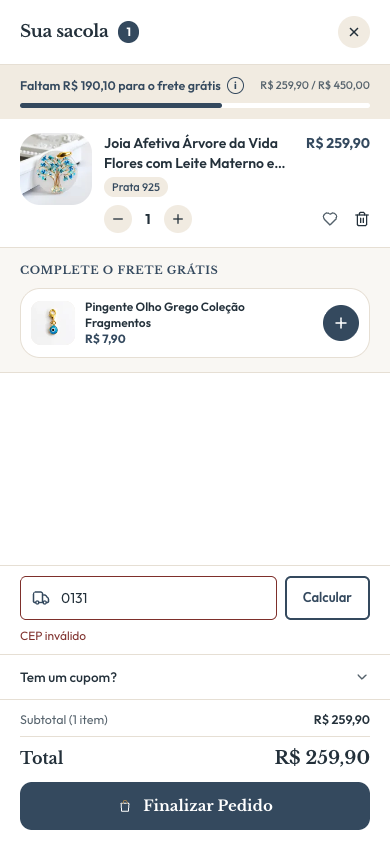 Sua sacola 1
Faltam R$ 190,10 para o frete grátis i R$ 259,90 / R$ 450,00
Joia Afetiva Árvore da Vida R$ 259,90
Flores com Leite Materno e...
Prata 925
1
COMPLETE O FRETE GRÁTIS
Pingente Olho Grego Coleção
Fragmentos
R$ 7,90
0131 Calcular
CEP inválido
Tem um cupom?
Subtotal (1 item) R$ 259,90
Total R$ 259,90
Finalizar Pedido